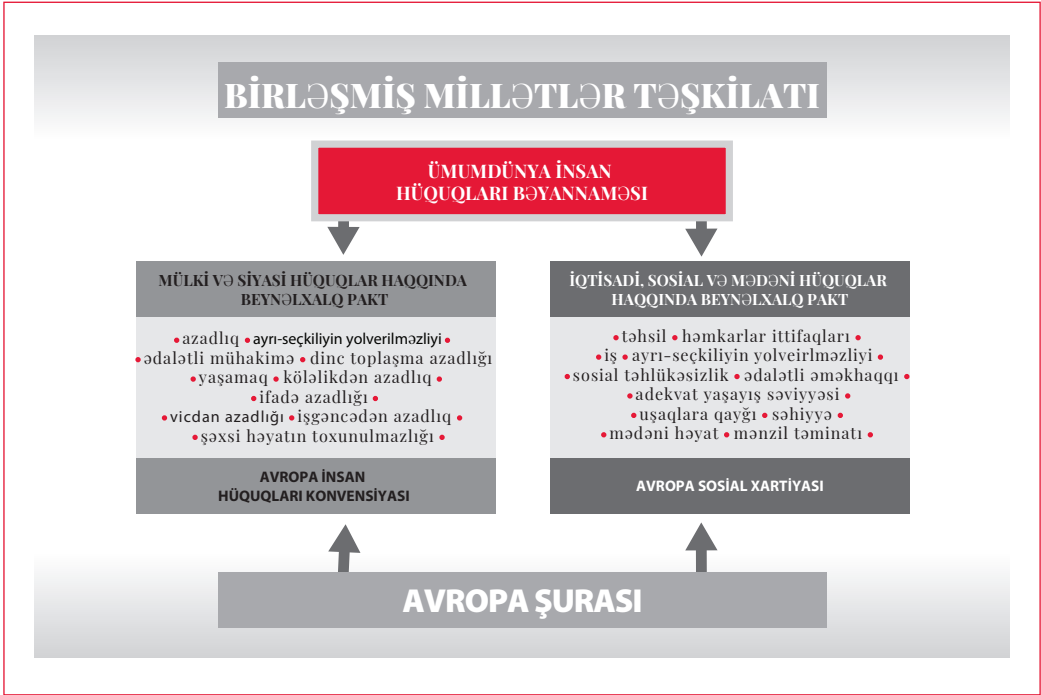 BİRLƏŞMİŞ MİLLƏTLƏR TƏŞKİLATI
ÜMUMDÜNYA İNSAN
HÜQUQLARI BƏYANNAMƏSI
MÜLKİ VƏ SİYASİ HÜQUQLAR HAQQINDA
BEYNƏLXALQ PAKT
• azadlıq • ayrı-seçkiliyin yolverilməzliyi •
• ədalətli mühakimə • dinc toplaşma azadlığı
• yaşamaq • köləlikdən azadlıq •
• ifadə azadlığı •
• vicdan azadlığı • işgəncədən azadlıq •
• şəxsi həyatın toxunulmazlığı •
AVROPA İNSAN
HÜQUQLARI KONVENSİYASI
İQTİSADİ, SOSİAL VƏ MƏDƏNİ HÜQUQLAR
HAQQINDA BEYNƏLXALQ PAKT
• təhsil • həmkarlar ittifaqları •
• iş • ayrı-seçkiliyin yolveirlməzliyi •
• sosial təhlükəsizlik • ədalətli əməkhaqqı •
• adekvat yaşayış səviyyəsi •
• uşaqlara qayğı • səhiyyə •
• mədəni həyat • mənzil təminatı •
AVROPA SOSİAL XARTİYASI
AVROPA ŞURASI